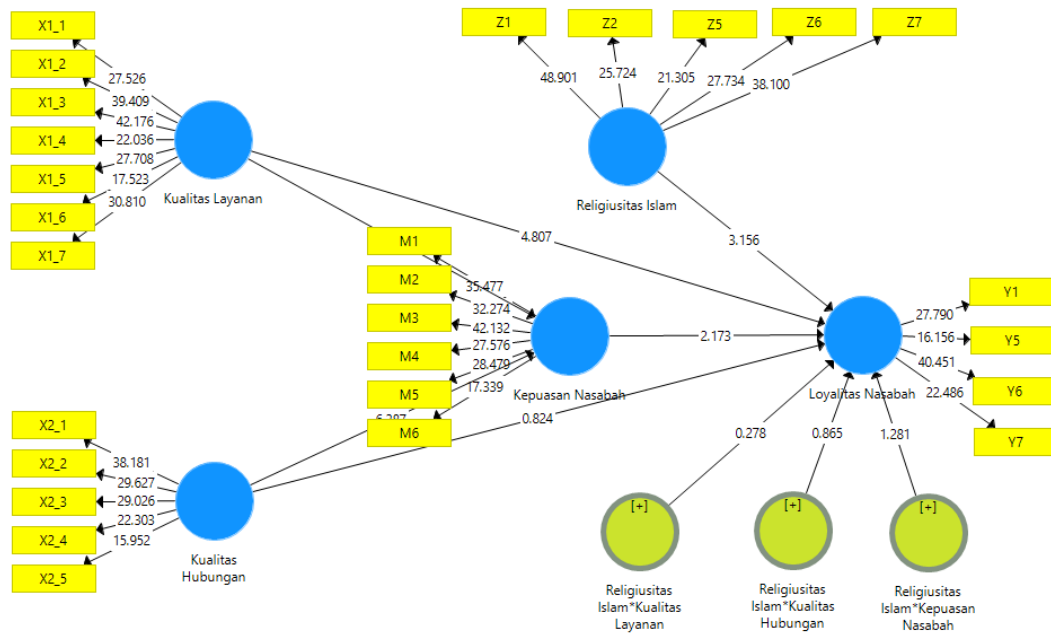 X1_1
X1_2
X1_3
X1_4
X1_5
X1_6
X1_7
27.526
39.409
42.176
22.036
27.708
17.523
30.810
Kualitas Layanan
Z1
Z2
Z5
Z6
Z7
48.901
25.724
21.305
27.734
38.100
Religiusitas Islam
3.156
4.807
M1
M2
M3
M4
M5
M6
35.477
32.274
42.132
27.576
28.479
17.339
Kepuasan Nasabah
2.173
0.824
Y1
Y5
Y6
Y7
27.790
16.156
40.451
22.486
Loyalitas Nasabah
X2_1
X2_2
X2_3
X2_4
X2_5
38.181
29.627
29.026
22.303
15.952
Kualitas
Hubungan
0.278
0.865
1.281
[+]
[+]
[+]
Religiusitas
Islam*Kualitas
Layanan
Religiusitas
Islam*Kualitas
Hubungan
Religiusitas
Islam*Kepuasan
Nasabah